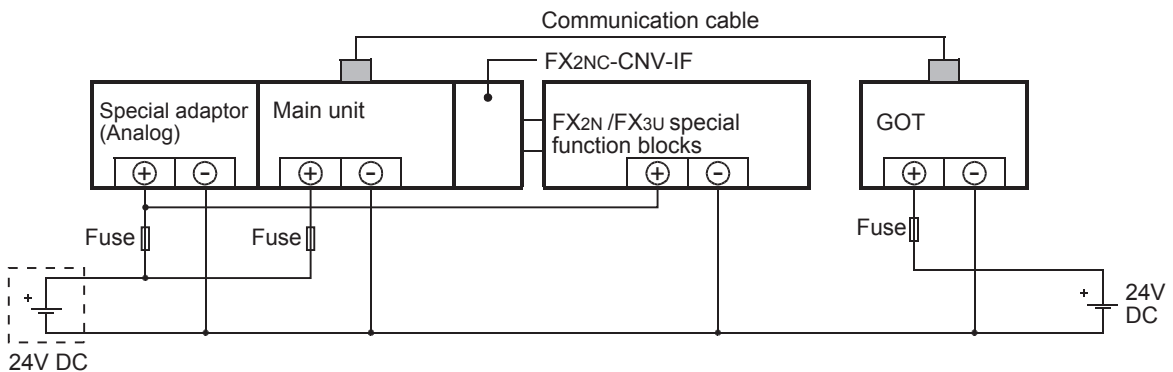 Communication cable
FX2NC-CNV-IF
Special adaptor
(Analog)
Main unit
FX2N /FX3U special
function blocks
GOT
+ -
+ -
+ -
+ -
Fuse
Fuse
Fuse
+
24V DC
+
24V
DC